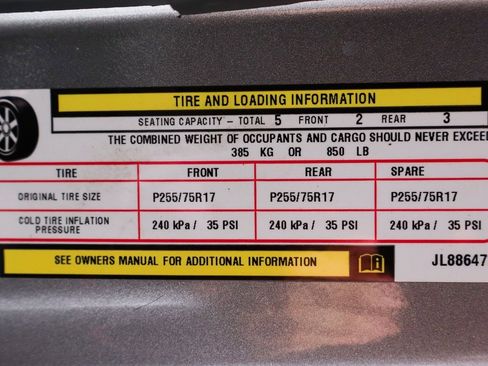 TIRE AND LOADING INFORMATION
SEATING CAPACITY – TOTAL 5 FRONT 2 REAR 3
THE COMBINED WEIGHT OF OCCUPANTS AND CARGO SHOULD NEVER EXCEE
385 KG OR 850 LB
TIRE FRONT REAR SPARE
ORIGINAL TIRE SIZE P255/75R17 P255/75R17 P255/75R17
COLD TIRE INFLATION PRESSURE 240 kPa / 35 PSI 240 kPa / 35 PSI 240 kPa / 35 PSI
SEE OWNERS MANUAL FOR ADDITIONAL INFORMATION
JL88647